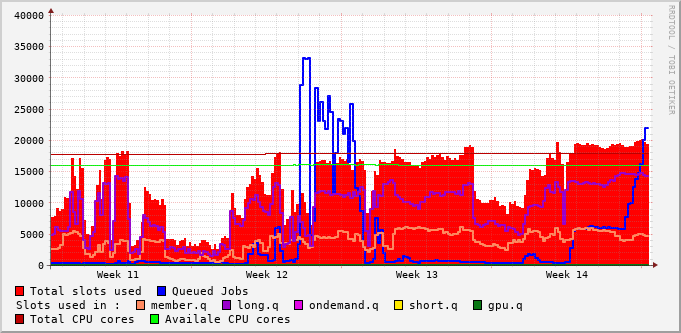 40000
35000
30000
25000
20000
15000
10000
5000
0
Week 11 Week 12 Week 13 Week 14
Total slots used Queued Jobs
Slots used in : member.q long.q ondemand.q short.q gpu.q
Total CPU cores Availale CPU cores
RRDTOOL / TOBI OETIKER